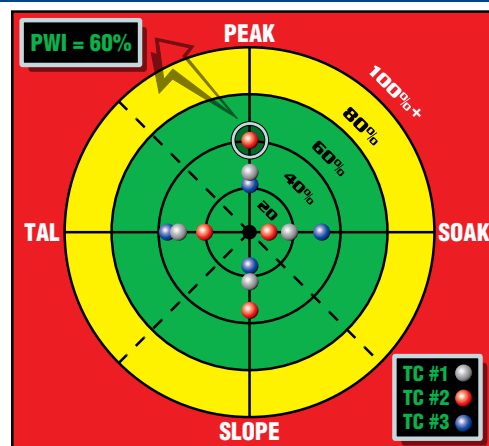 PWI = 60%
PEAK
100%+
80%
60%
40%
20
TAL
SOAK
SLOPE
TC #1
TC #2
TC #3